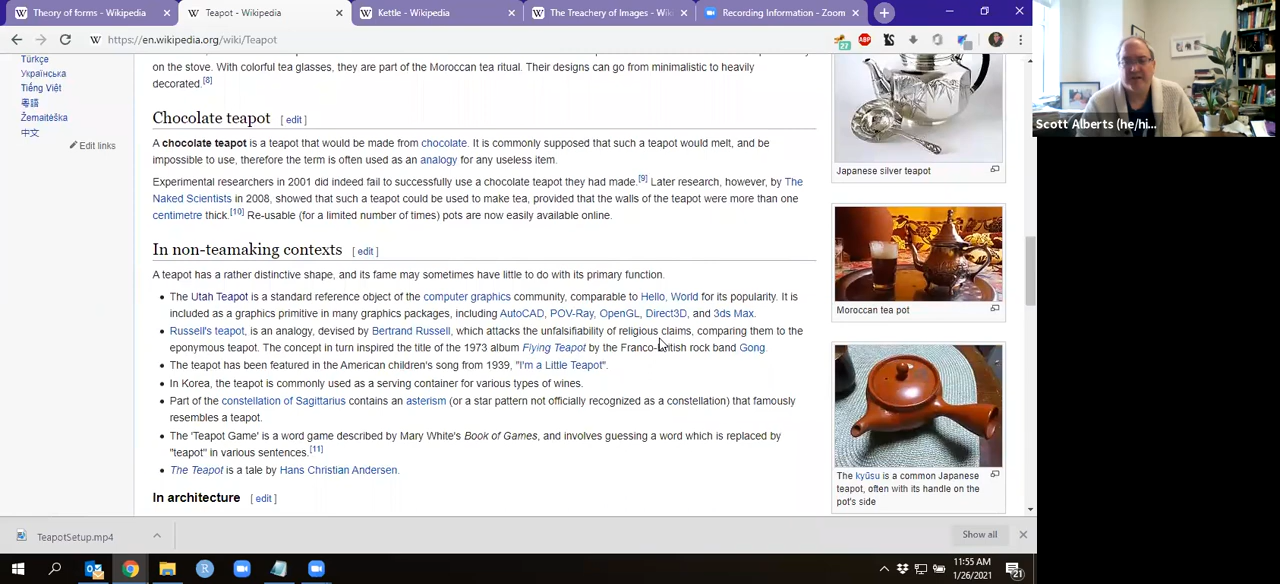 Theory of forms - Wikipedia
Teapot - Wikipedia
Kettle - Wikipedia
The Treachery of Images - Wik
Recording Information - Zoom
https://en.wikipedia.org/wiki/Teapot
ABP
27
Türkçe
Українська
Tiếng Việt
粵語
Žemaitėška
中文
Edit links
on the stove. With colorful tea glasses, they are part of the Moroccan tea ritual. Their designs can go from minimalistic to heavily
decorated.[8]
Chocolate teapot [ edit ]
A chocolate teapot is a teapot that would be made from chocolate. It is commonly supposed that such a teapot would melt, and be
impossible to use, therefore the term is often used as an analogy for any useless item.
Experimental researchers in 2001 did indeed fail to successfully use a chocolate teapot they had made.[9] Later research, however, by The
Naked Scientists in 2008, showed that such a teapot could be used to make tea, provided that the walls of the teapot were more than one
centimetre thick.[10] Re-usable (for a limited number of times) pots are now easily available online.
In non-teamaking contexts [ edit ]
A teapot has a rather distinctive shape, and its fame may sometimes have little to do with its primary function.
• The Utah Teapot is a standard reference object of the computer graphics community, comparable to Hello, World for its popularity. It is
included as a graphics primitive in many graphics packages, including AutoCAD, POV-Ray, OpenGL, Direct3D, and 3ds Max.
• Russell's teapot, is an analogy, devised by Bertrand Russell, which attacks the unfalsifiability of religious claims, comparing them to the
eponymous teapot. The concept in turn inspired the title of the 1973 album Flying Teapot by the Franco-British rock band Gong.
• The teapot has been featured in the American children's song from 1939, "I'm a Little Teapot".
• In Korea, the teapot is commonly used as a serving container for various types of wines.
• Part of the constellation of Sagittarius contains an asterism (or a star pattern not officially recognized as a constellation) that famously
resembles a teapot.
• The 'Teapot Game' is a word game described by Mary White's Book of Games, and involves guessing a word which is replaced by
"teapot" in various sentences.[11]
• The Teapot is a tale by Hans Christian Andersen.
In architecture [ edit ]
Japanese silver teapot
Moroccan tea pot
The kyūsu is a common Japanese
teapot, often with its handle on the
pot's side
Scott Alberts (he/hi...
TeapotSetup.mp4
Show all
11:55 AM
1/26/2021
21